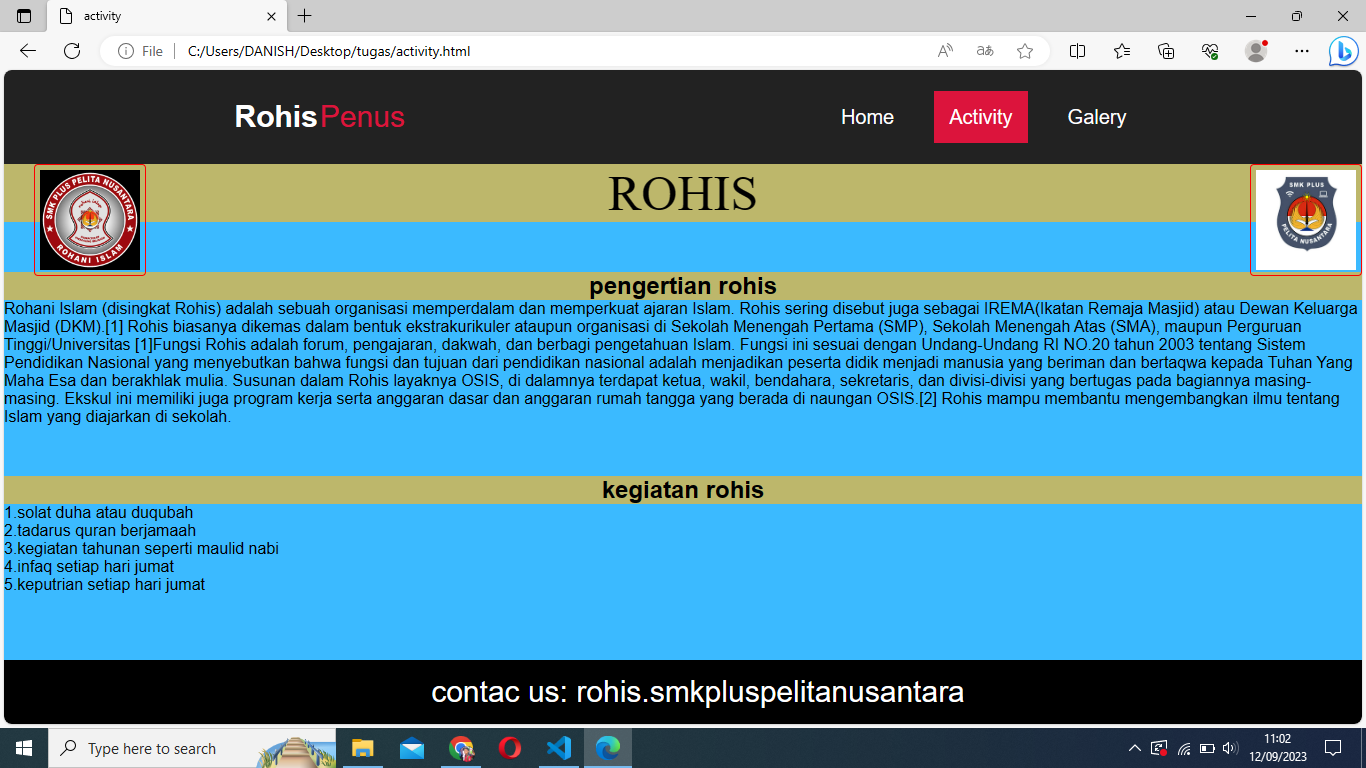 activity
File
C:/Users/DANISH/Desktop/tugas/activity.html
RohisPenus
Home
Activity
Galery
SMK PLUS PELITA NUSANTARA
ROHANI ISLAM
ROHIS
SMK PLUS
PELITA NUSANTARA
pengertian rohis
Rohani Islam (disingkat Rohis) adalah sebuah organisasi memperdalam dan memperkuat ajaran Islam. Rohis sering disebut juga sebagai IREMA(Ikatan Remaja Masjid) atau Dewan Keluarga
Masjid (DKM).[1] Rohis biasanya dikemas dalam bentuk ekstrakurikuler ataupun organisasi di Sekolah Menengah Pertama (SMP), Sekolah Menengah Atas (SMA), maupun Perguruan
Tinggi/Universitas [1]Fungsi Rohis adalah forum, pengajaran, dakwah, dan berbagi pengetahuan Islam. Fungsi ini sesuai dengan Undang-Undang RI NO.20 tahun 2003 tentang Sistem
Pendidikan Nasional yang menyebutkan bahwa fungsi dan tujuan dari pendidikan nasional adalah menjadikan peserta didik menjadi manusia yang beriman dan bertaqwa kepada Tuhan Yang
Maha Esa dan berakhlak mulia. Susunan dalam Rohis layaknya OSIS, di dalamnya terdapat ketua, wakil, bendahara, sekretaris, dan divisi-divisi yang bertugas pada bagiannya masing-
masing. Ekskul ini memiliki juga program kerja serta anggaran dasar dan anggaran rumah tangga yang berada di naungan OSIS.[2] Rohis mampu membantu mengembangkan ilmu tentang
Islam yang diajarkan di sekolah.
kegiatan rohis
1.solat duha atau duqubah
2.tadarus quran berjamaah
3.kegiatan tahunan seperti maulid nabi
4.infaq setiap hari jumat
5.keputrian setiap hari jumat
contac us: rohis.smkpluspelitanusantara
Type here to search
11:02
12/09/2023